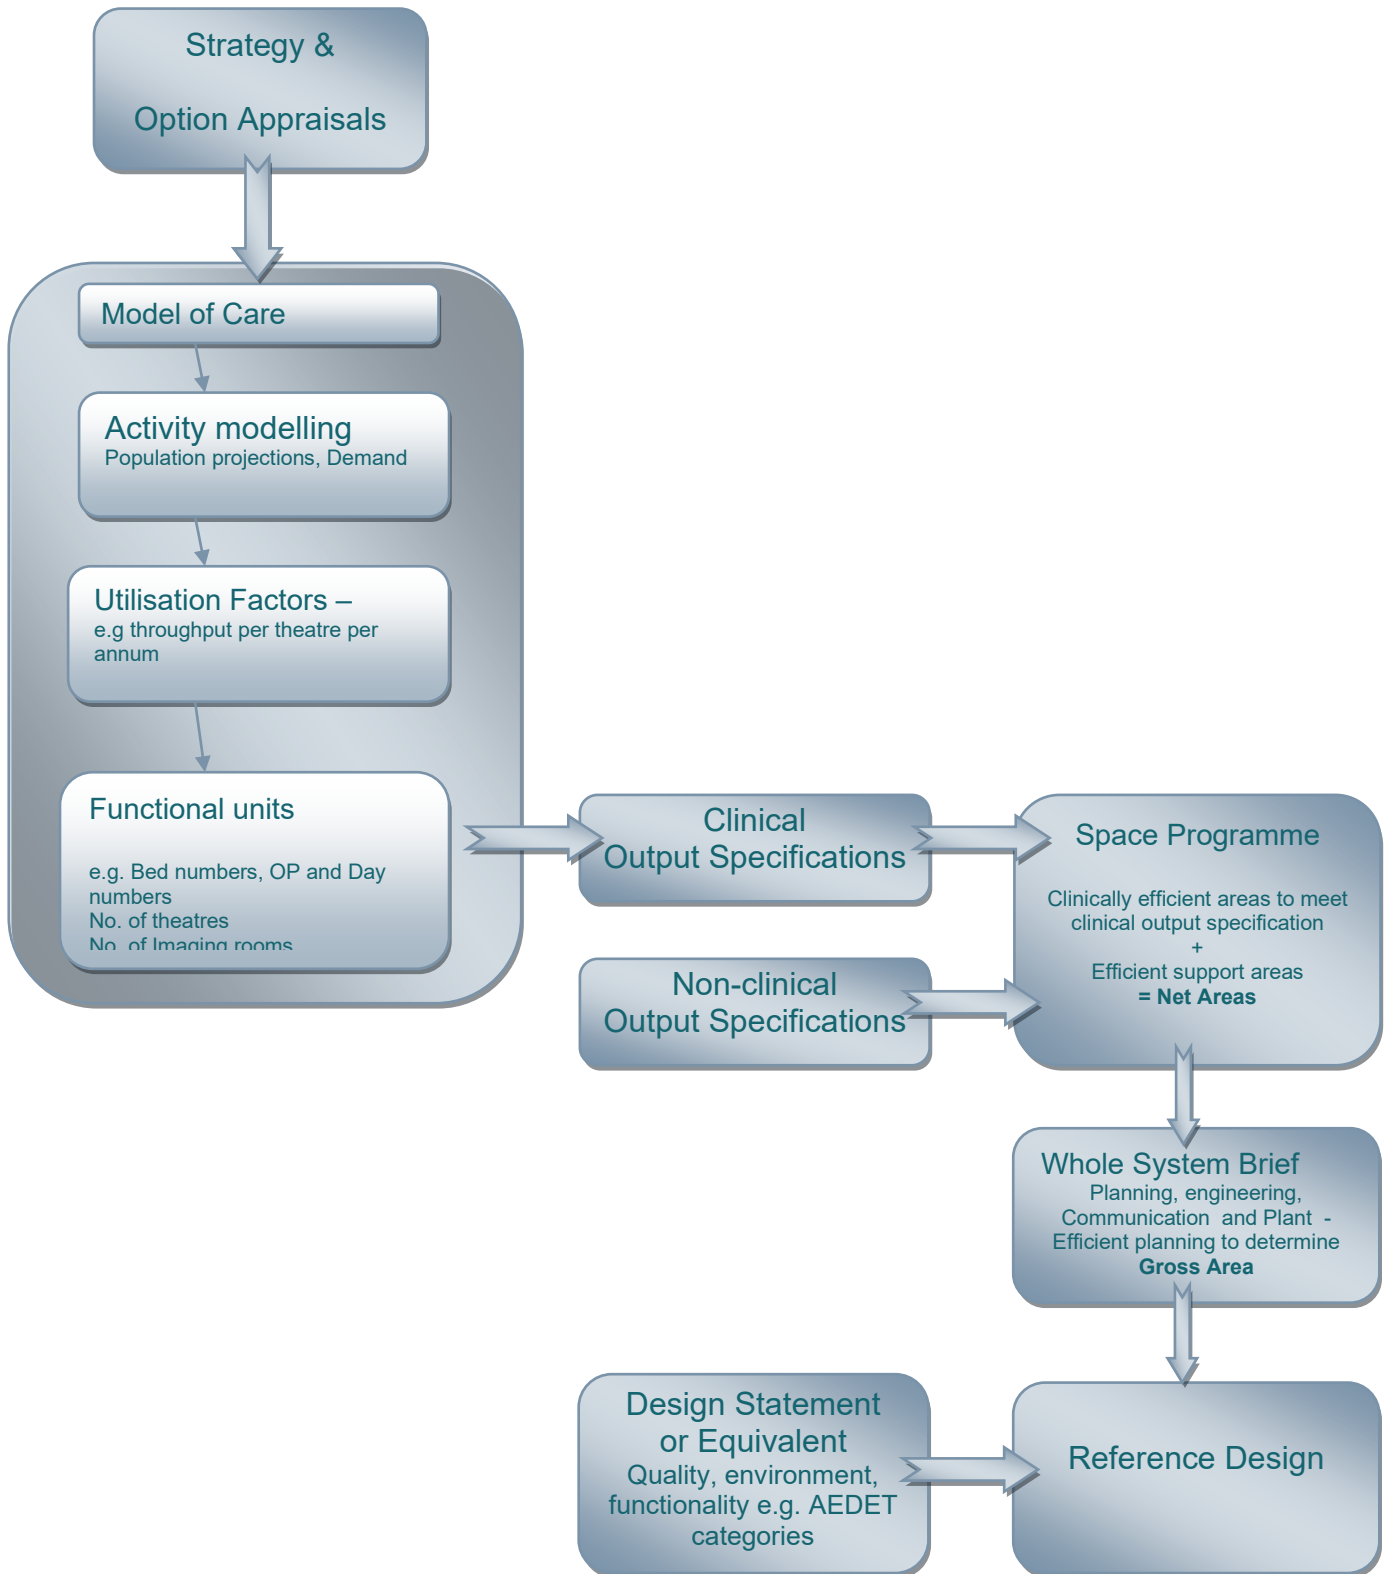 Strategy &
Option Appraisals
Model of Care
Activity modelling
Population projections, Demand
Utilisation Factors –
e.g throughput per theatre per
annum
Functional units
e.g. Bed numbers, OP and Day
numbers
No. of theatres
No. of Imaging rooms
Clinical
Output Specifications
Non-clinical
Output Specifications
Space Programme
Clinically efficient areas to meet
clinical output specification
+
Efficient support areas
= Net Areas
Whole System Brief
Planning, engineering,
Communication and Plant -
Efficient planning to determine
Gross Area
Design Statement
or Equivalent
Quality, environment,
functionality e.g. AEDET
categories
Reference Design